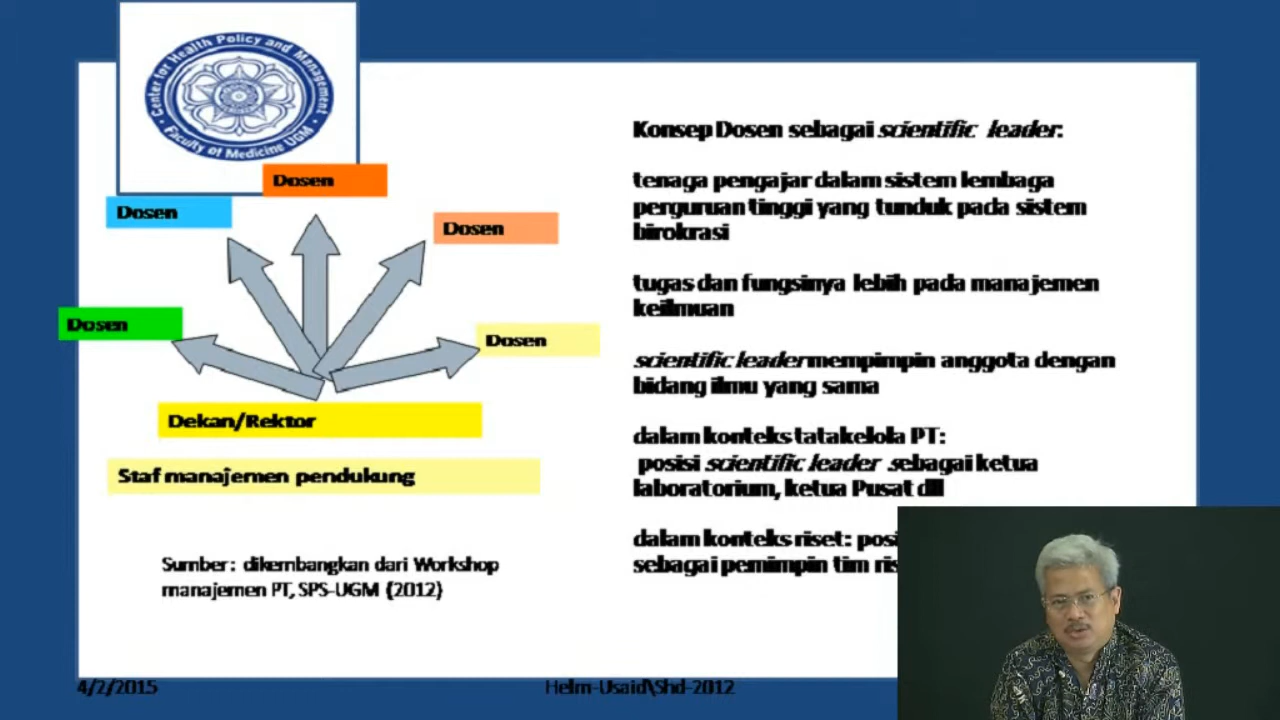 Center for Health Policy and Management
Faculty of Medicine UGM
Dosen
Dosen
Dosen
Dosen
Dosen
Dekan/Rektor
Staf manajemen pendukung
Sumber: dikembangkan dari Workshop
manajemen PT, SPS-UGM (2012)
Konsep Dosen sebagai scientific leader:
tenaga pengajar dalam sistem lembaga
perguruan tinggi yang tunduk pada sistem
birokrasi
tugas dan fungsinya lebih pada manajemen
keilmuan
scientific leader mempimpin anggota dengan
bidang ilmu yang sama
dalam konteks tatakelola PT:
posisi scientific leader sebagai ketua
laboratorium, ketua Pusat dll
dalam konteks riset:
sebagai pemimpin tim
4/2/2015
Helm-Usaid\Shd-2012